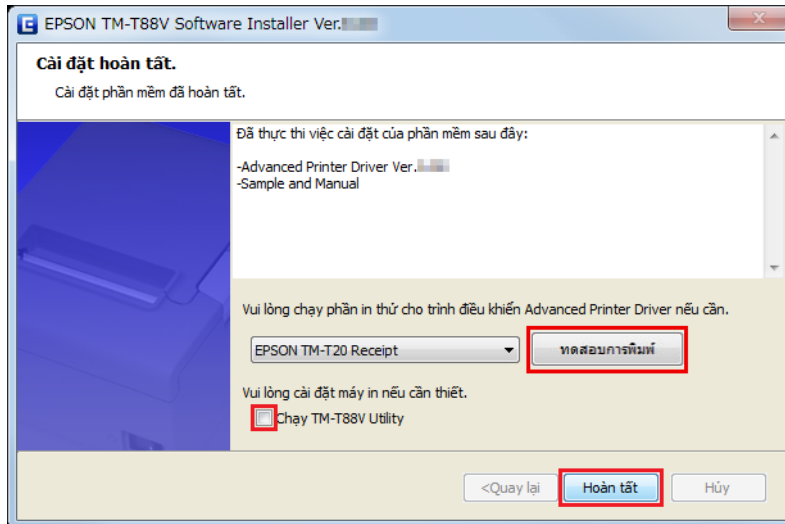 EPSON TM-T88V Software Installer Ver.
Cài đặt hoàn tất.
Cài đặt phần mềm đã hoàn tất.
Đã thực thi việc cài đặt của phần mềm sau đây:
-Advanced Printer Driver Ver.
-Sample and Manual
Vui lòng chạy phần in thử cho trình điều khiển Advanced Printer Driver nếu cần.
EPSON TM-T20 Receipt
ทดสอบการพิมพ์
Vui lòng cài đặt máy in nếu cần thiết.
Chạy TM-T88V Utility
<Quay lại
Hoàn tất
Hủy